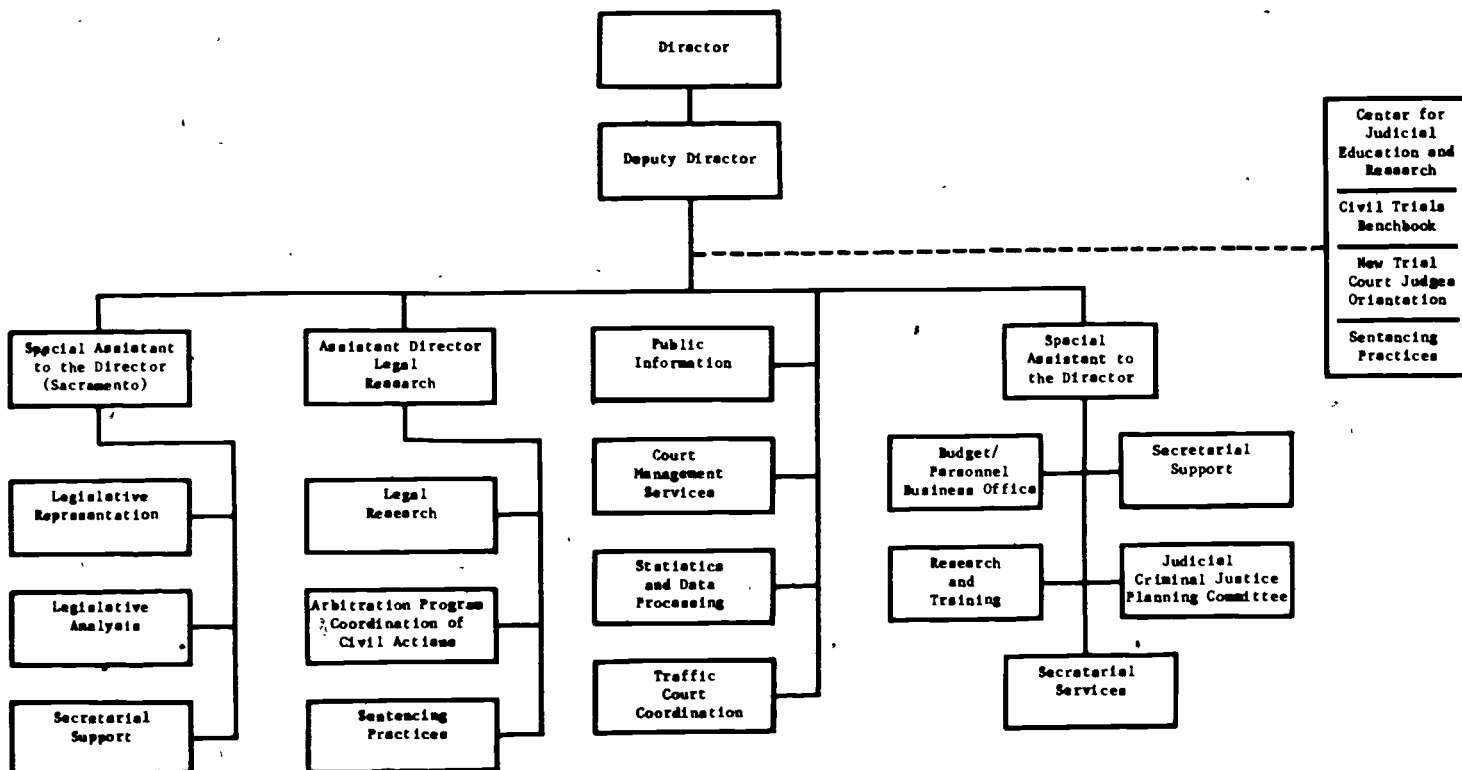 Director
Deputy Director
Center for
Judicial
Education and
Research
Civil Trials
Benchbook
New Trial
Court Judges
Orientation
Sentencing
Practices
Special Assistant
to the Director
(Sacramento)
Legislative
Representation
Legislative
Analysis
Secretarial
Support
Assistant Director
Legal
Research
Legal
Research
Arbitration Program
Coordination of
Civil Actions
Sentencing
Practices
Public
Information
Court
Management
Services
Statistics
and Data
Processing
Traffic
Court
Coordination
Special
Assistant to
the Director
Budget/
Personnel
Business Office
Secretarial
Support
Research
and
Training
Judicial
Criminal Justice
Planning Committee
Secretarial
Services